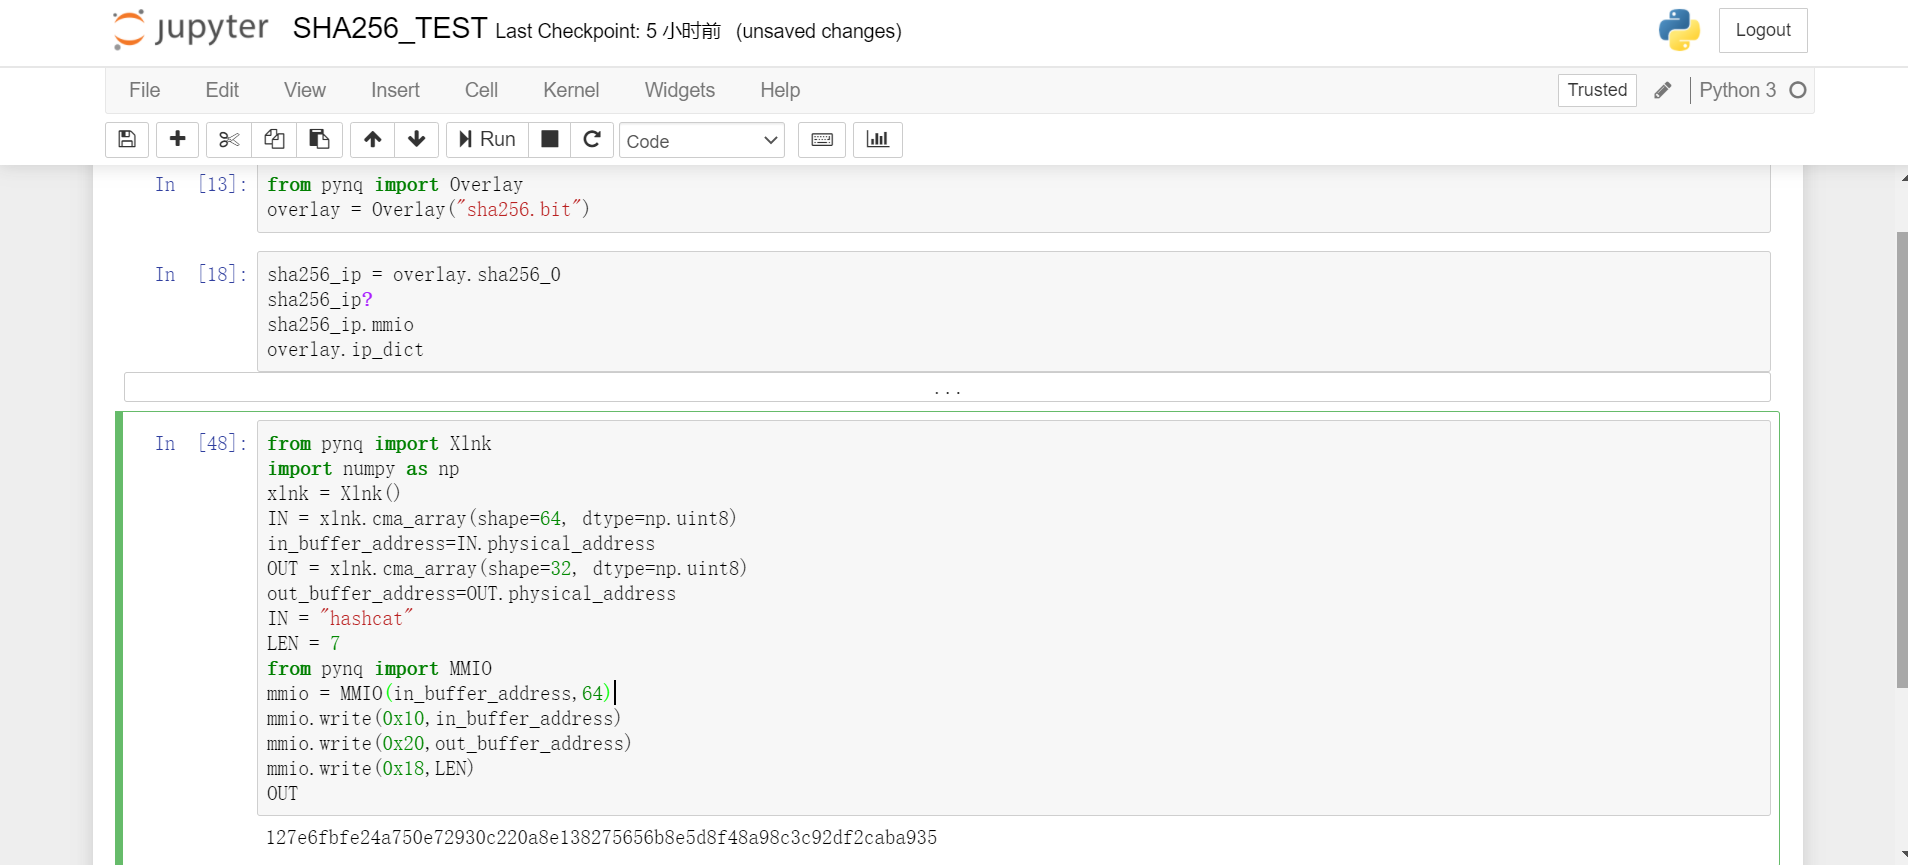 jupyter SHA256_TEST Last Checkpoint: 5 小时前 (unsaved changes) Logout
File Edit View Insert Cell Kernel Widgets Help Trusted Python 3
Run Code
In [13]: from pynq import Overlay
overlay = Overlay("sha256.bit")
In [18]: sha256_ip = overlay.sha256_0
sha256_ip?
sha256_ip.mmio
overlay.ip_dict
...
In [48]: from pynq import Xlnk
import numpy as np
xlnk = Xlnk()
IN = xlnk.cma_array(shape=64, dtype=np.uint8)
in_buffer_address=IN.physical_address
OUT = xlnk.cma_array(shape=32, dtype=np.uint8)
out_buffer_address=OUT.physical_address
IN = "hashcat"
LEN = 7
from pynq import MMIO
mmio = MMIO(in_buffer_address,64)
mmio.write(0x10,in_buffer_address)
mmio.write(0x20,out_buffer_address)
mmio.write(0x18,LEN)
OUT
127e6fbfe24a750e72930c220a8e138275656b8e5d8f48a98c3c92df2caba935